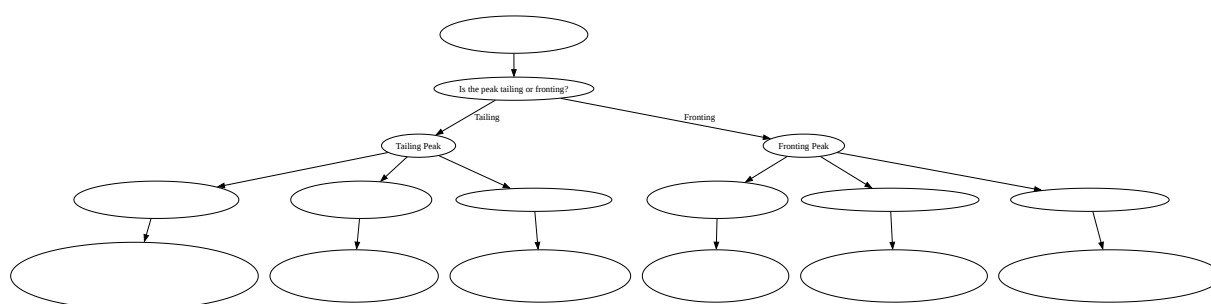 Is the peak tailing or fronting?
Tailing
Fronting
Tailing Peak
Fronting Peak